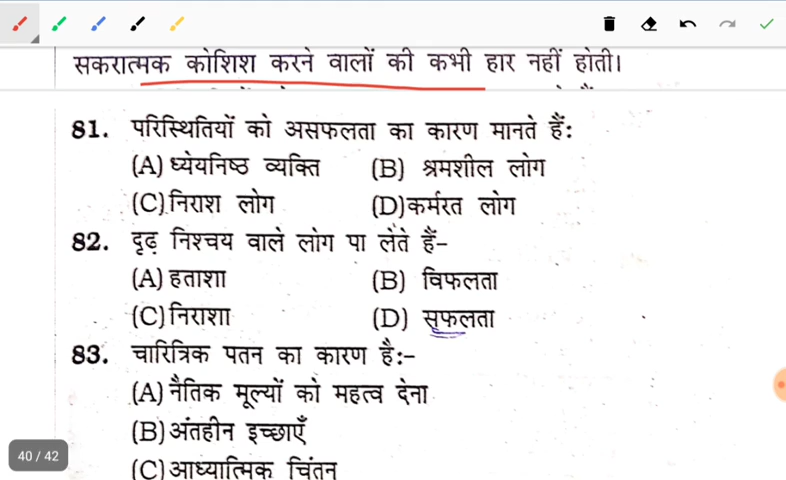 सकरात्मक कोशिश करने वालों की कभी हार नहीं होती।
81. परिस्थितियों को असफलता का कारण मानते हैं:
(A) ध्येयनिष्ठ व्यक्ति (B) श्रमशील लोग
(C) निराश लोग (D) कर्मरत लोग
82. दृढ़ निश्चय वाले लोग पा लेते हैं-
(A) हताशा (B) विफलता
(C) निराशा (D) सफलता
83. चारित्रिक पतन का कारण है:-
(A) नैतिक मूल्यों को महत्व देना
(B) अंतहीन इच्छाएँ
(C) आध्यात्मिक चिंतन
40 / 42